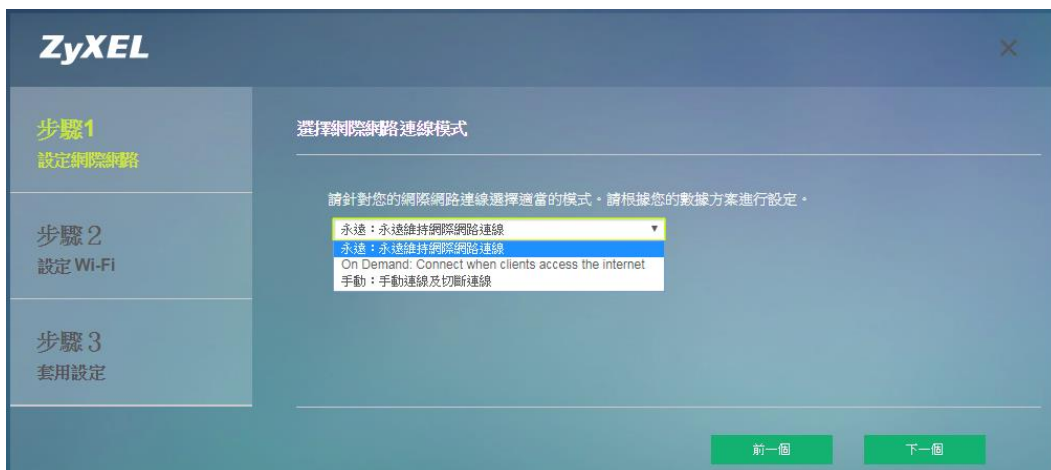 ZyXEL
×
步驟1
設定網際網路
步驟2
設定 Wi-Fi
步驟3
套用設定
選擇網際網路連線模式
請針對您的網際網路連線選擇適當的模式。請根據您的數據方案進行設定。
永遠：永遠維持網際網路連線
永遠：永遠維持網際網路連線
On Demand: Connect when clients access the internet
手動：手動連線及切斷連線
前一個
下一個